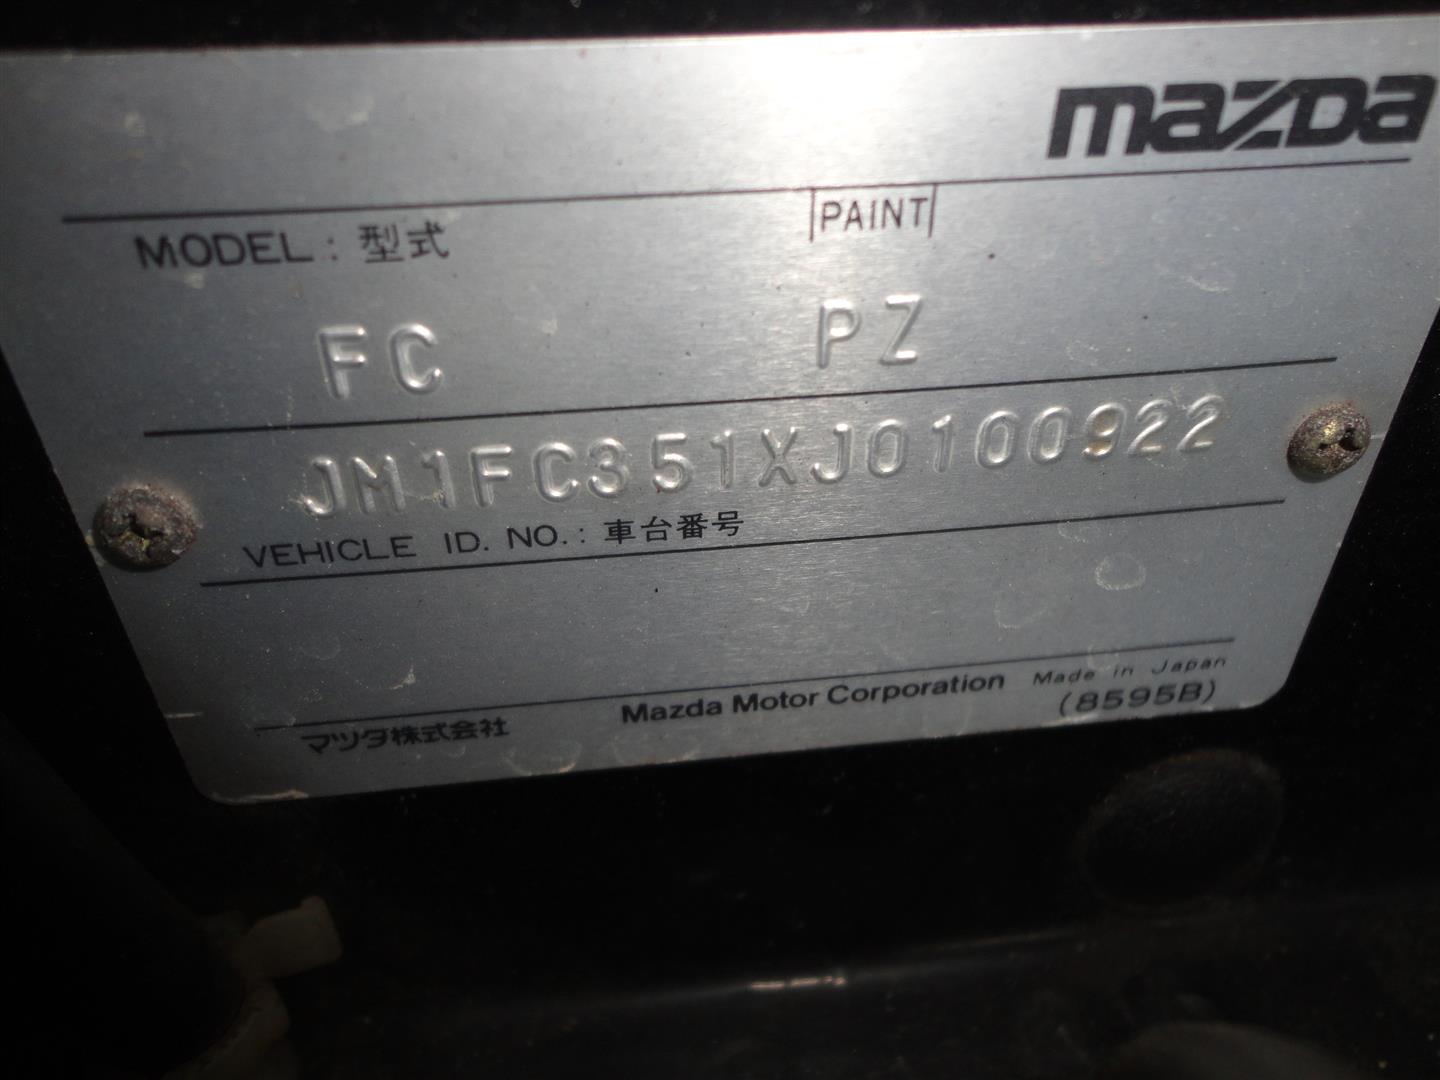 mazda
MODEL : 型式 PAINT
FC PZ
JM1FC351XJ0100922
VEHICLE ID. NO. : 車台番号
マツダ株式会社 Mazda Motor Corporation Made in Japan
(8595B)